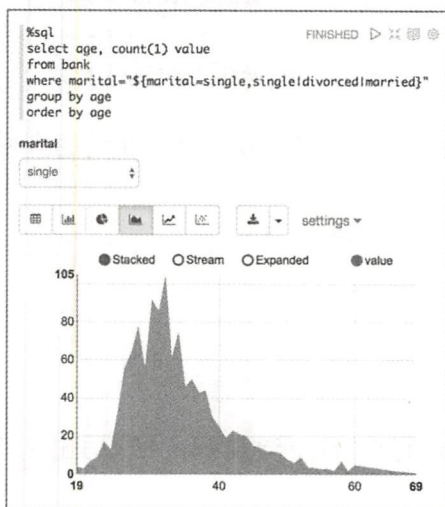 %sql FINISHED
select age, count(1) value
from bank
where marital="${marital=single,single|divorced|married}"
group by age
order by age
marital
single
settings
Stacked Stream Expanded value
105
80
60
40
20
0
19 40 60 69